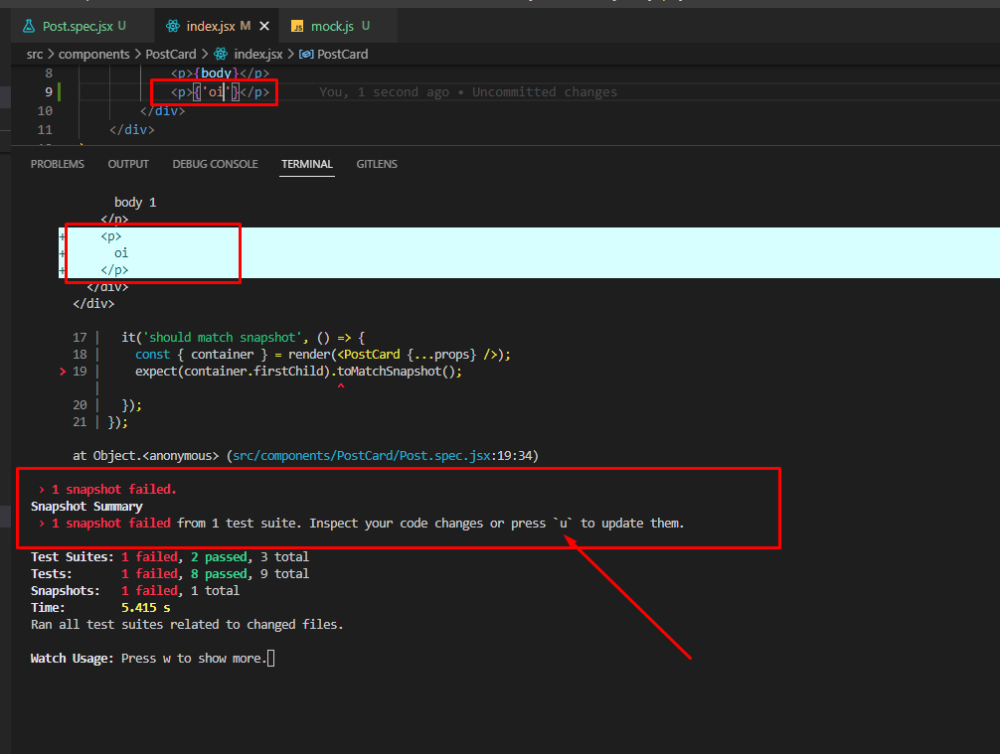 Post.spec.jsx U
index.jsx M
mock.js U
src > components > PostCard > index.jsx > PostCard
8 <p>{body}</p>
9 <p>{'oi'}</p> You, 1 second ago • Uncommitted changes
10 </div>
11 </div>
PROBLEMS OUTPUT DEBUG CONSOLE TERMINAL GITLENS
body 1
</p>
+ <p>
+ oi
+ </p>
</div>
</div>
17 | it('should match snapshot', () => {
18 | const { container } = render(<PostCard {...props} />);
> 19 | expect(container.firstChild).toMatchSnapshot();
| ^
20 | });
21 | });
at Object.<anonymous> (src/components/PostCard/Post.spec.jsx:19:34)
› 1 snapshot failed.
Snapshot Summary
› 1 snapshot failed from 1 test suite. Inspect your code changes or press `u` to update them.
Test Suites: 1 failed, 2 passed, 3 total
Tests: 1 failed, 8 passed, 9 total
Snapshots: 1 failed, 1 total
Time: 5.415 s
Ran all test suites related to changed files.
Watch Usage: Press w to show more.